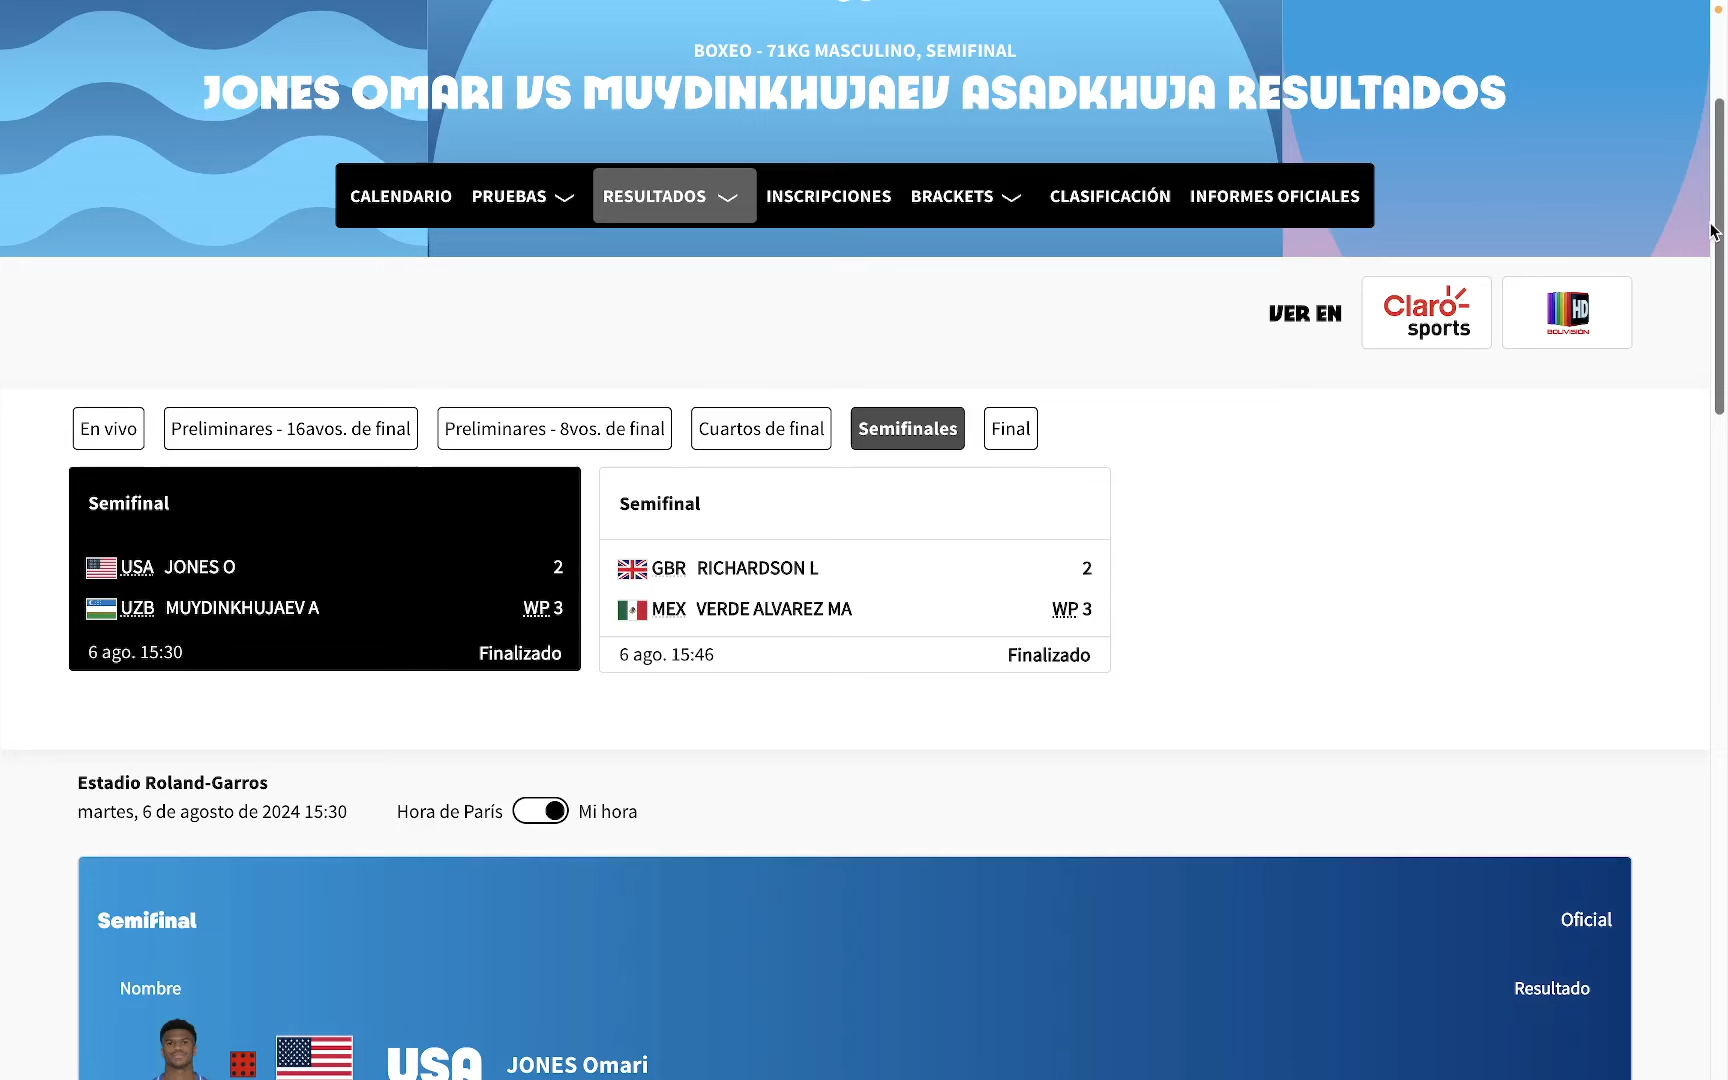 BOXEO - 71KG MASCULINO, SEMIFINAL
JONES OMARI VS MUYDINKHUJAEV ASADKHUJA RESULTADOS
CALENDARIO PRUEBAS RESULTADOS INSCRIPCIONES BRACKETS CLASIFICACIÓN INFORMES OFICIALES
VER EN
Claro-
sports
HD
BOLIVISIÓN
En vivo
Preliminares - 16avos. de final
Preliminares - 8vos. de final
Cuartos de final
Semifinales
Final
Semifinal
USA JONES O 2
UZB MUYDINKHUJAEV A WP 3
6 ago. 15:30 Finalizado
Semifinal
GBR RICHARDSON L 2
MEX VERDE ALVAREZ MA WP 3
6 ago. 15:46 Finalizado
Estadio Roland-Garros
martes, 6 de agosto de 2024 15:30
Hora de París Mi hora
Semifinal Oficial
Nombre Resultado
USA JONES Omari